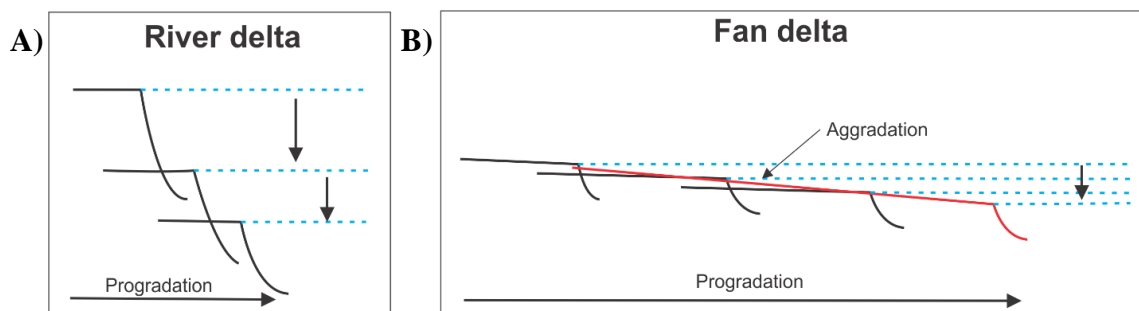 A)
River delta
Progradation
B)
Fan delta
Aggradation
Progradation